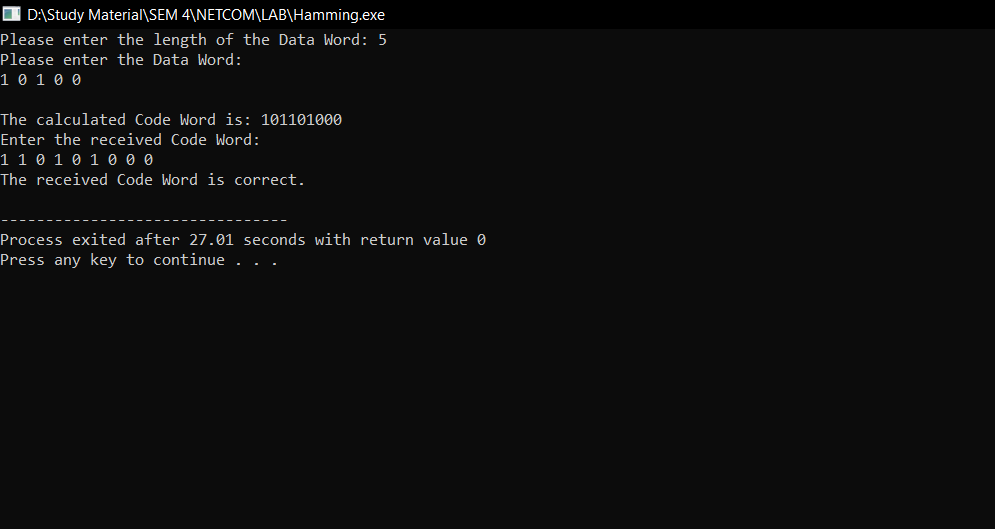 D:\Study Material\SEM 4\NETCOM\LAB\Hamming.exe
Please enter the length of the Data Word: 5
Please enter the Data Word:
1 0 1 0 0
The calculated Code Word is: 101101000
Enter the received Code Word:
1 1 0 1 0 1 0 0 0
The received Code Word is correct.
--------------------------------
Process exited after 27.01 seconds with return value 0
Press any key to continue . . .